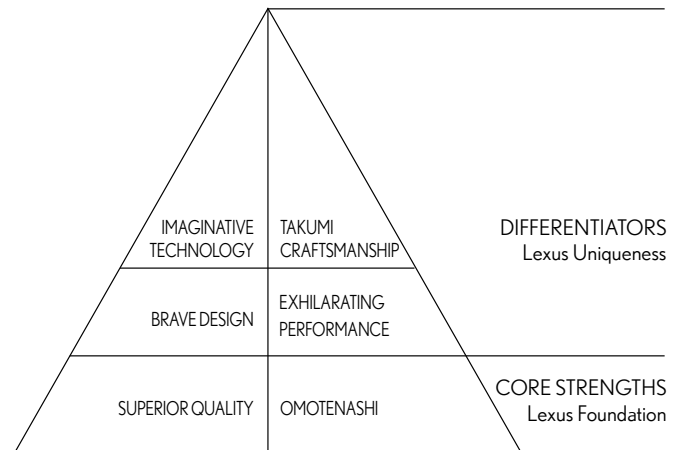 IMAGINATIVE
TECHNOLOGY
TAKUMI
CRAFTSMANSHIP
DIFFERENTIATORS
Lexus Uniqueness
BRAVE DESIGN
EXHILARATING
PERFORMANCE
SUPERIOR QUALITY
OMOTENASHI
CORE STRENGTHS
Lexus Foundation